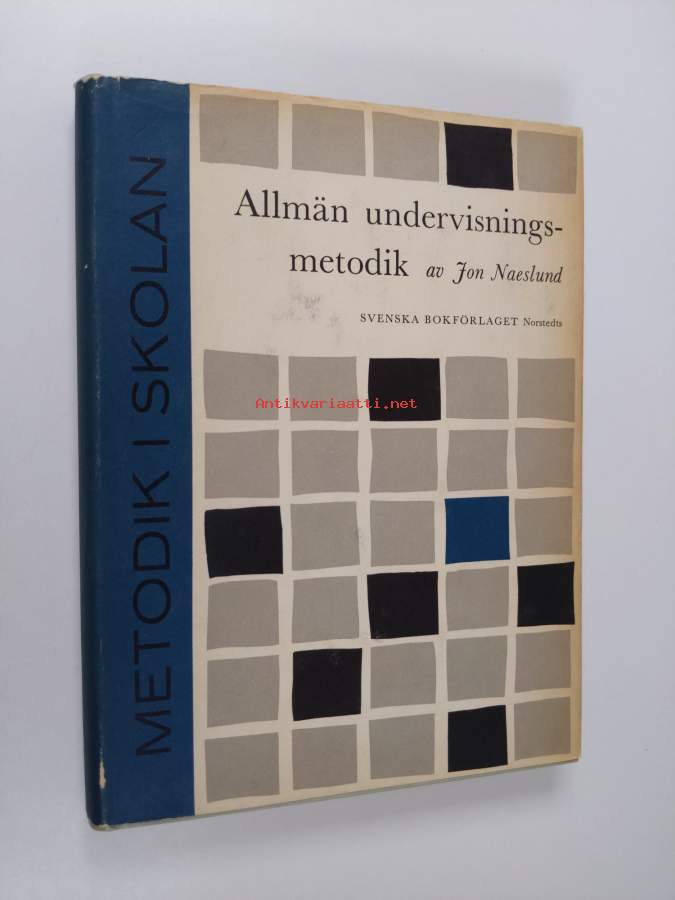 METODIK I SKOLAN
Allmän undervisnings-
metodik av Jon Naeslund
SVENSKA BOKFÖRLAGET Norstedts
Antikvariaatti.net